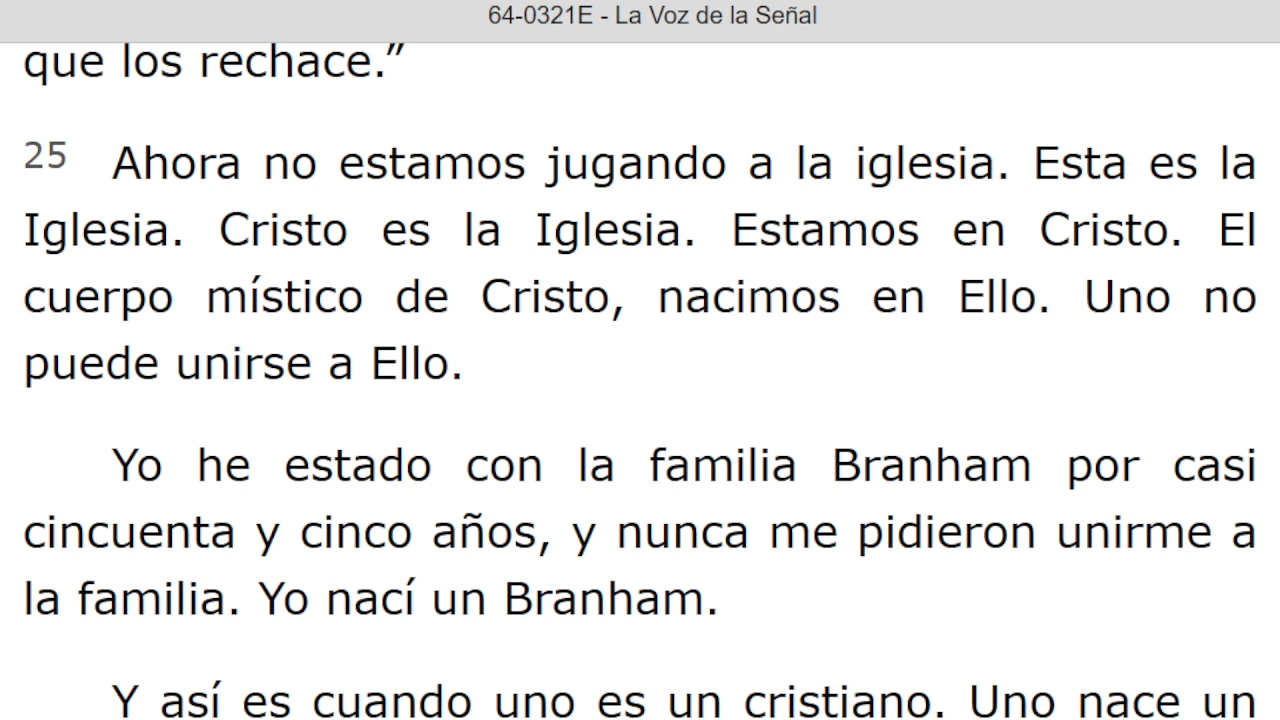 64-0321E - La Voz de la Señal
que los rechace.”
25 Ahora no estamos jugando a la iglesia. Esta es la
Iglesia. Cristo es la Iglesia. Estamos en Cristo. El
cuerpo místico de Cristo, nacimos en Ello. Uno no
puede unirse a Ello.
Yo he estado con la familia Branham por casi
cincuenta y cinco años, y nunca me pidieron unirme a
la familia. Yo nací un Branham.
Y así es cuando uno es un cristiano. Uno nace un